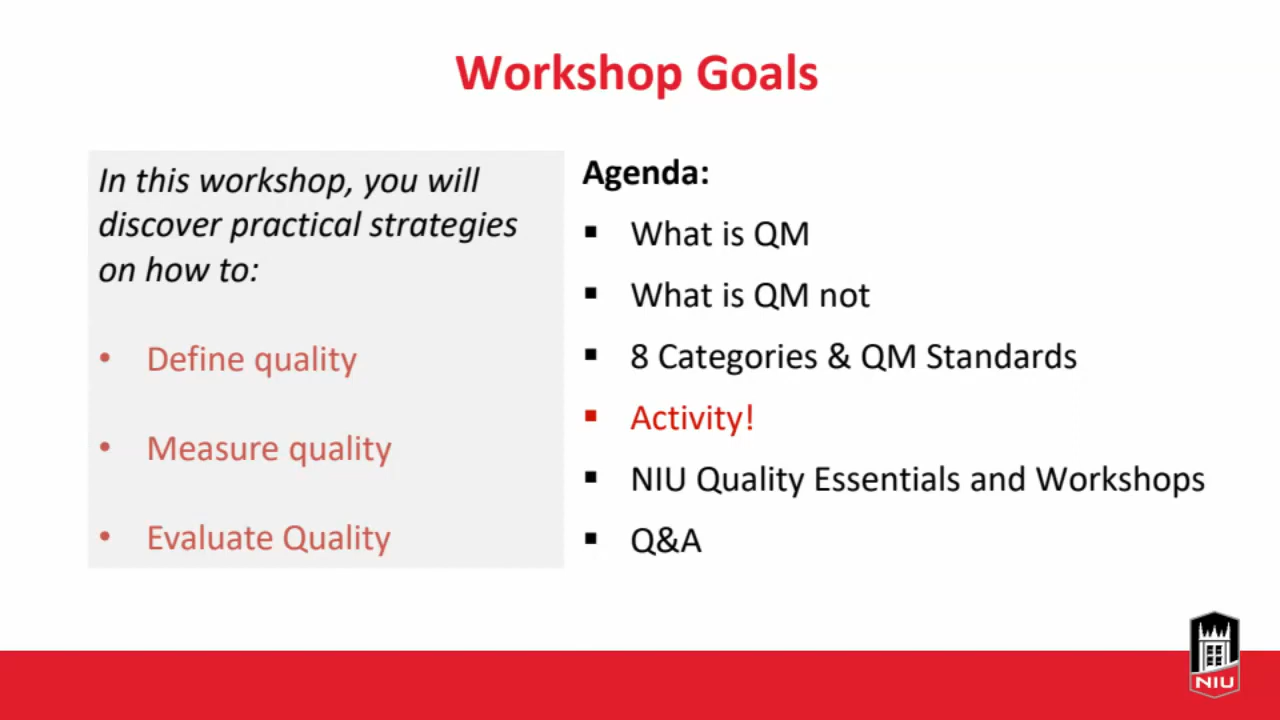 Workshop Goals
In this workshop, you will
discover practical strategies
on how to:
• Define quality
• Measure quality
• Evaluate Quality
Agenda:
▪ What is QM
▪ What is QM not
▪ 8 Categories & QM Standards
▪ Activity!
▪ NIU Quality Essentials and Workshops
▪ Q&A
NIU